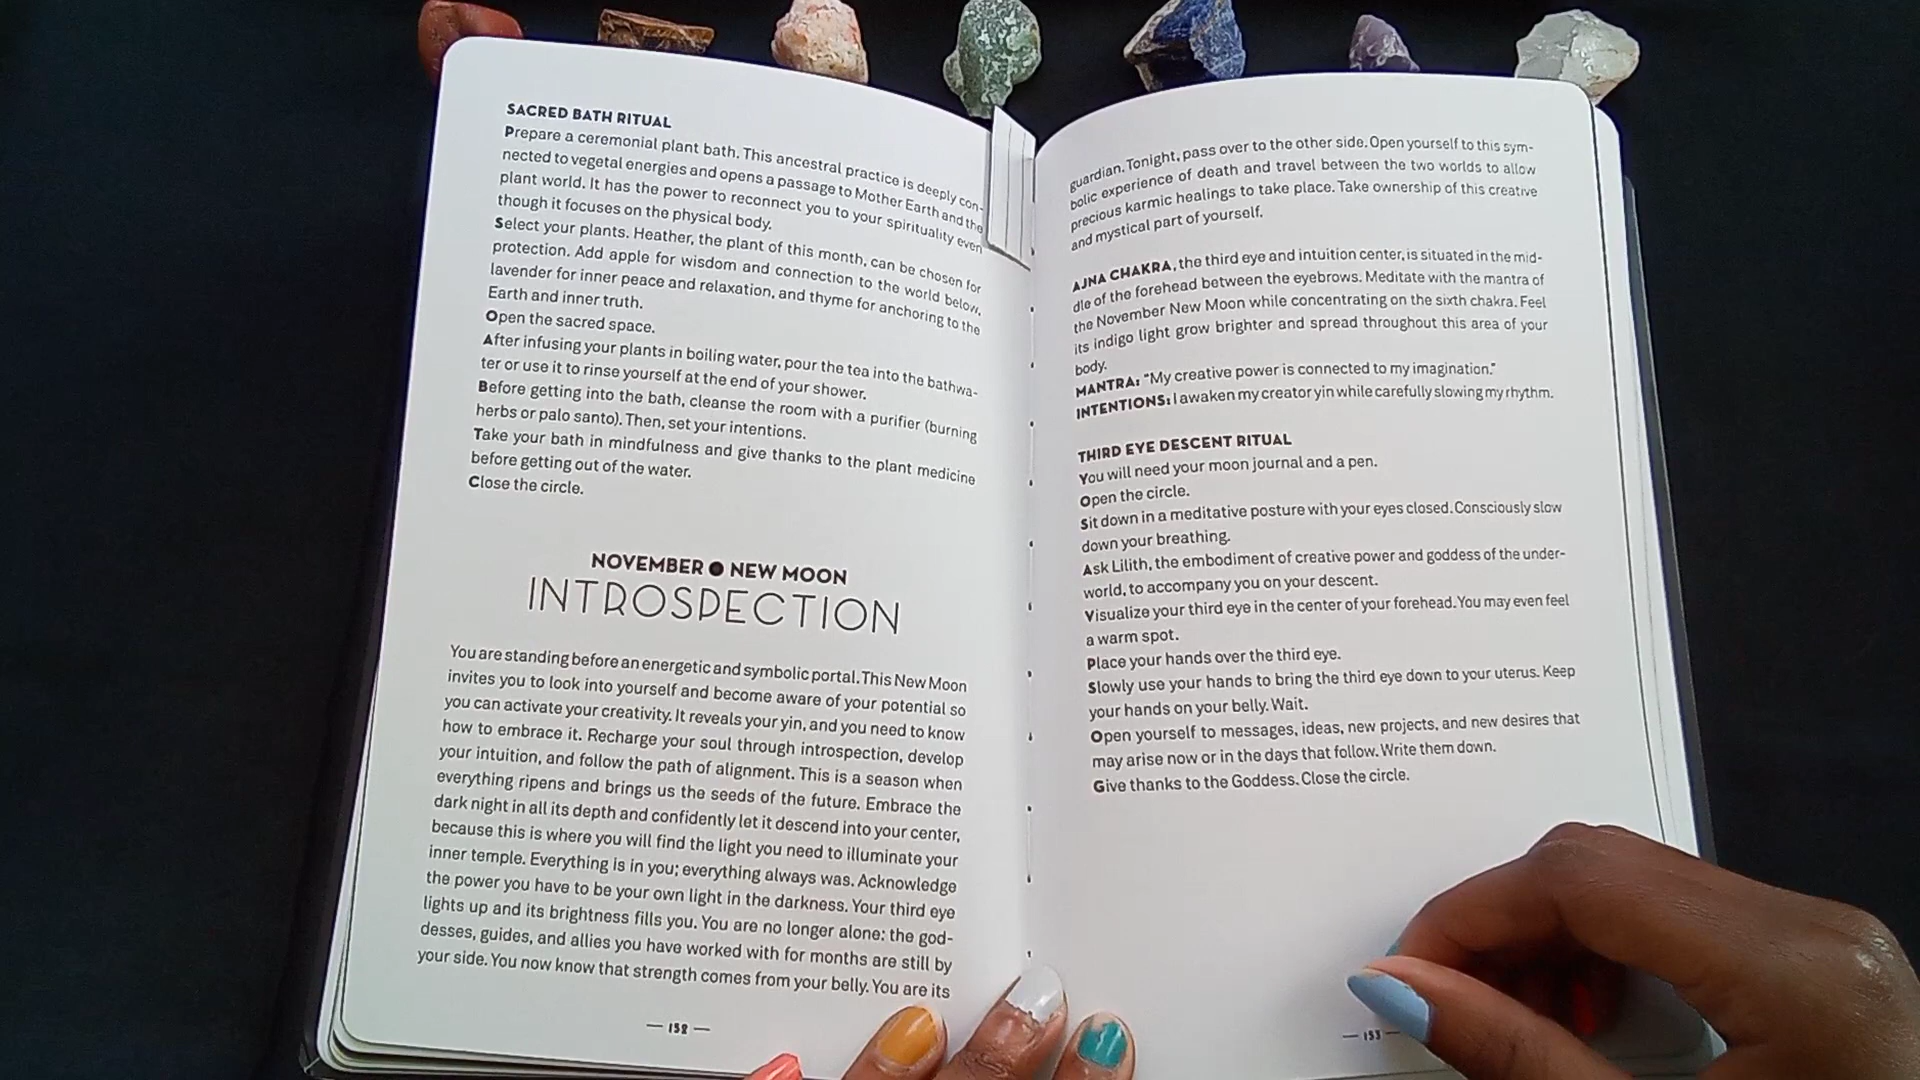 SACRED BATH RITUAL
Prepare a ceremonial plant bath. This ancestral practice is deeply con-
nected to vegetal energies and opens a passage to Mother Earth and the
plant world. It has the power to reconnect you to your spirituality even
though it focuses on the physical body.
Select your plants. Heather, the plant of this month, can be chosen for
protection. Add apple for wisdom and connection to the world below,
lavender for inner peace and relaxation, and thyme for anchoring to the
Earth and inner truth.
Open the sacred space.
After infusing your plants in boiling water, pour the tea into the bathwa-
ter or use it to rinse yourself at the end of your shower.
Before getting into the bath, cleanse the room with a purifier (burning
herbs or palo santo). Then, set your intentions.
Take your bath in mindfulness and give thanks to the plant medicine
before getting out of the water.
Close the circle.
NOVEMBER ● NEW MOON
INTROSPECTION
You are standing before an energetic and symbolic portal. This New Moon
invites you to look into yourself and become aware of your potential so
you can activate your creativity. It reveals your yin, and you need to know
how to embrace it. Recharge your soul through introspection, develop
your intuition, and follow the path of alignment. This is a season when
everything ripens and brings us the seeds of the future. Embrace the
dark night in all its depth and confidently let it descend into your center,
because this is where you will find the light you need to illuminate your
inner temple. Everything is in you; everything always was. Acknowledge
the power you have to be your own light in the darkness. Your third eye
lights up and its brightness fills you. You are no longer alone: the god-
desses, guides, and allies you have worked with for months are still by
your side. You now know that strength comes from your belly. You are its
— 152 —
guardian. Tonight, pass over to the other side. Open yourself to this sym-
bolic experience of death and travel between the two worlds to allow
precious karmic healings to take place. Take ownership of this creative
and mystical part of yourself.
AJNA CHAKRA, the third eye and intuition center, is situated in the mid-
dle of the forehead between the eyebrows. Meditate with the mantra of
the November New Moon while concentrating on the sixth chakra. Feel
its indigo light grow brighter and spread throughout this area of your
body.
MANTRA: "My creative power is connected to my imagination."
INTENTIONS: I awaken my creator yin while carefully slowing my rhythm.
THIRD EYE DESCENT RITUAL
You will need your moon journal and a pen.
Open the circle.
Sit down in a meditative posture with your eyes closed. Consciously slow
down your breathing.
Ask Lilith, the embodiment of creative power and goddess of the under-
world, to accompany you on your descent.
Visualize your third eye in the center of your forehead. You may even feel
a warm spot.
Place your hands over the third eye.
Slowly use your hands to bring the third eye down to your uterus. Keep
your hands on your belly. Wait.
Open yourself to messages, ideas, new projects, and new desires that
may arise now or in the days that follow. Write them down.
Give thanks to the Goddess. Close the circle.
— 153 —